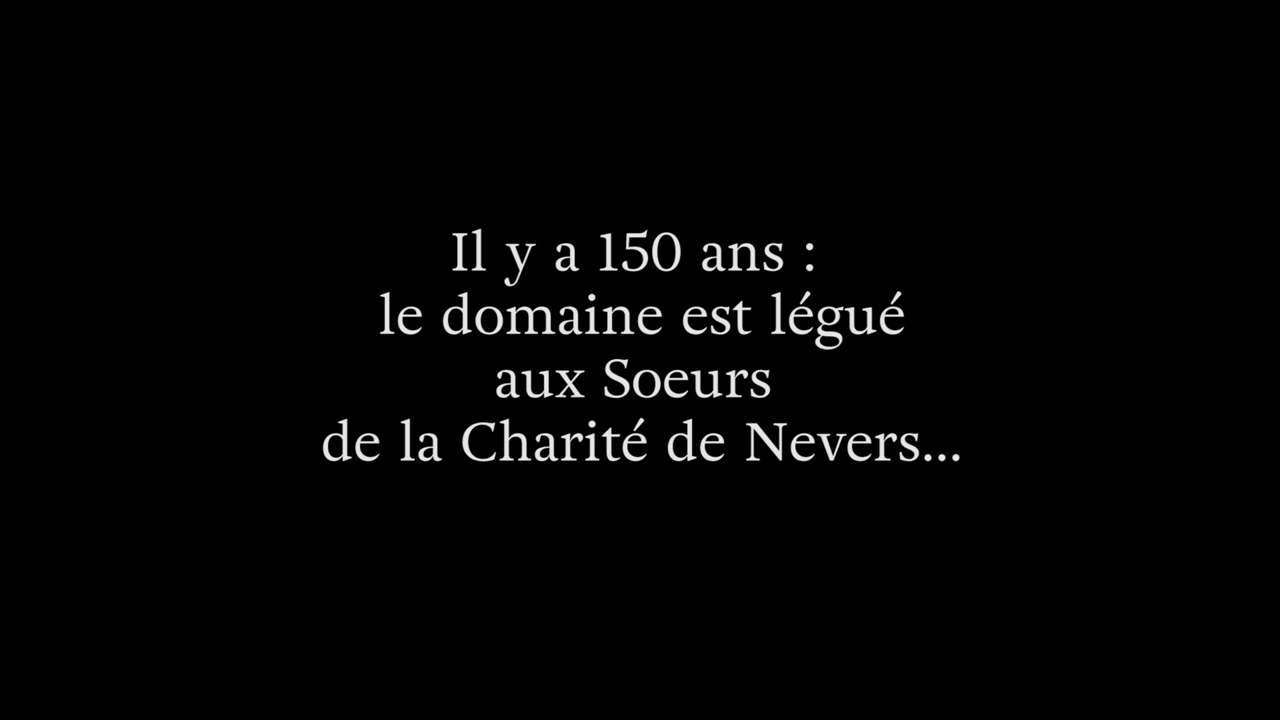 Il y a 150 ans :
le domaine est légué
aux Soeurs
de la Charité de Nevers...